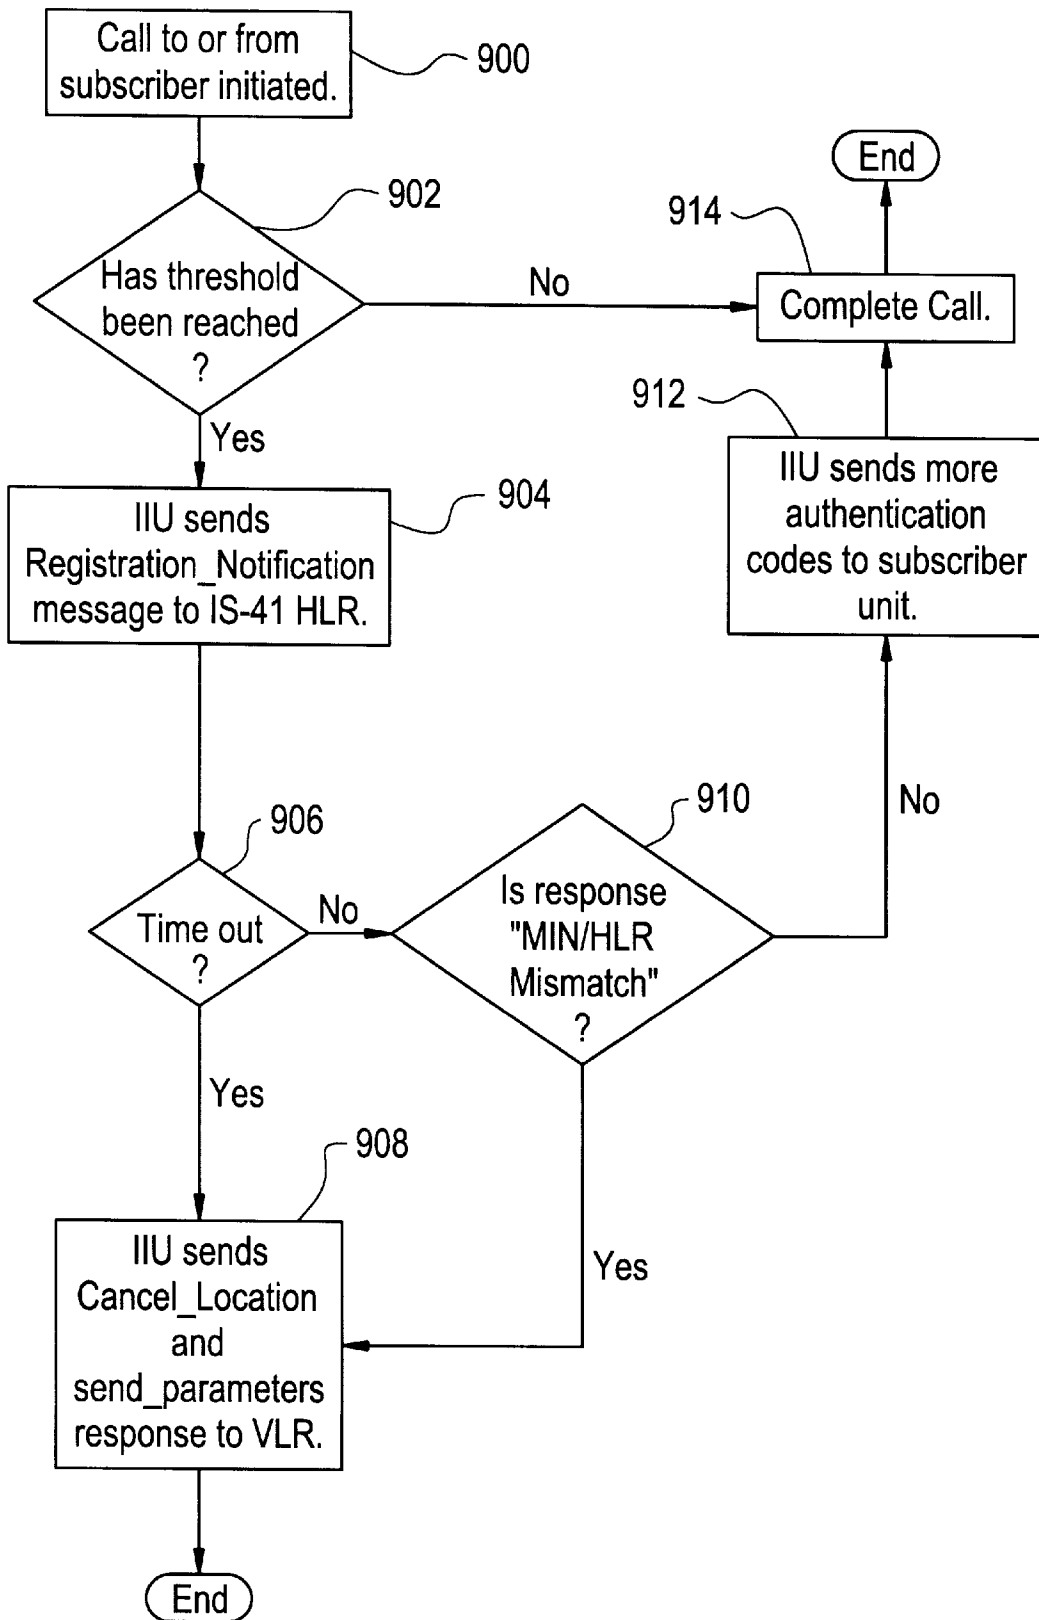 Call to or from
subscriber initiated.
900
902
Has threshold
been reached
?
No
Yes
End
914
Complete Call.
912
IIU sends more
authentication
codes to subscriber
unit.
904
IIU sends
Registration_Notification
message to IS-41 HLR.
906
Time out
?
No
Yes
910
Is response
"MIN/HLR
Mismatch"
?
No
Yes
908
IIU sends
Cancel_Location
and
send_parameters
response to VLR.
End